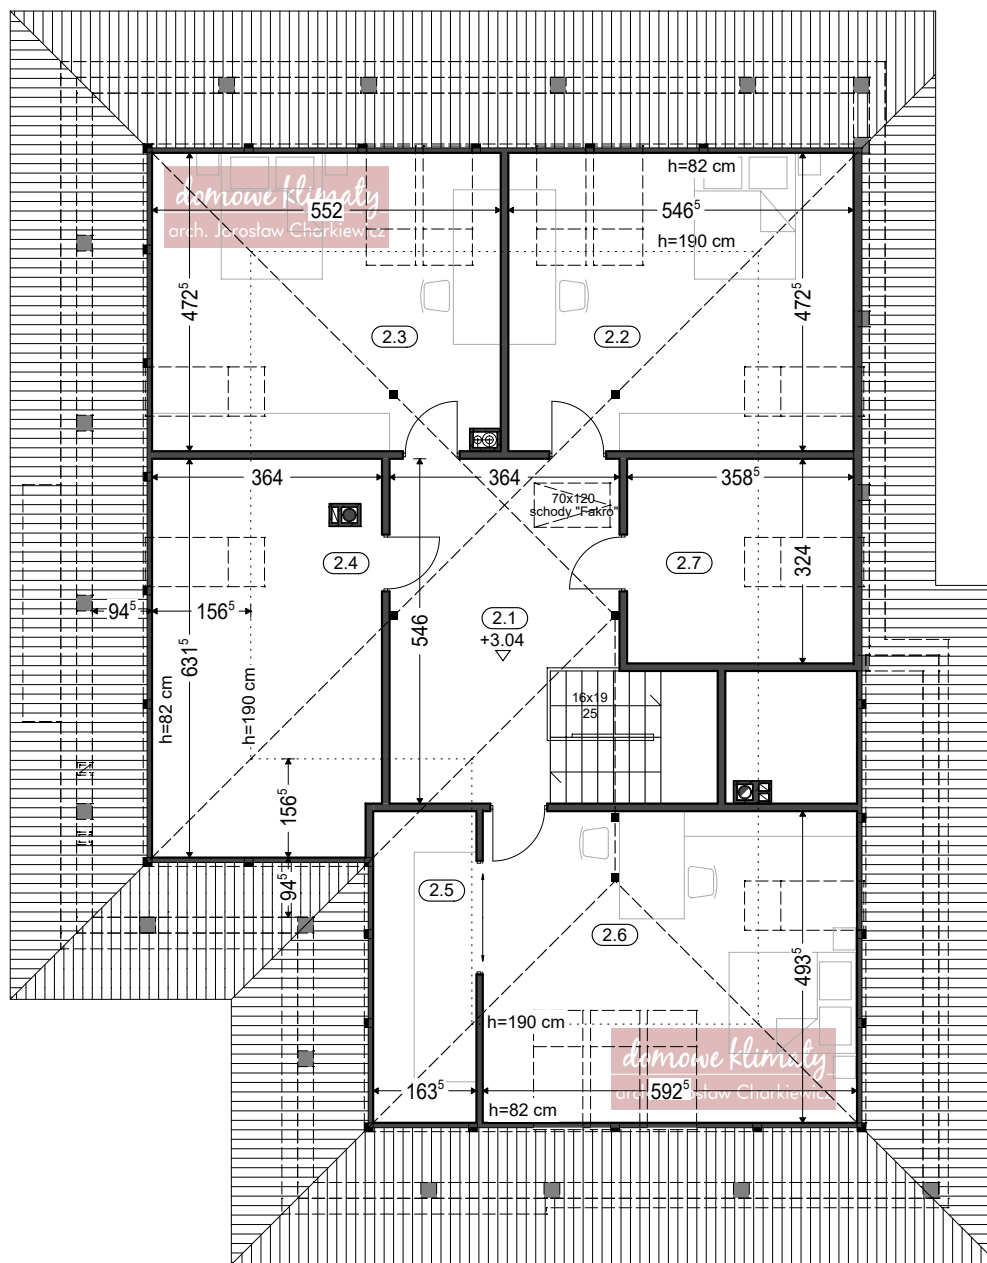 h=82 cm
domowe klimaty
arch. Jarosław Charkiewicz
552
546⁵
h=190 cm
472⁵
472⁵
2.3
2.2
364
364
358⁵
70x120
schody "Fakro"
2.4
2.7
324
94⁵
156⁵
546
2.1
+3.04
631⁵
h=82 cm
h=190 cm
16x19
25
156⁵
94⁵
2.5
2.6
493⁵
h=190 cm
domowe klimaty
arch. Jarosław Charkiewicz
163⁵
592⁵
h=82 cm